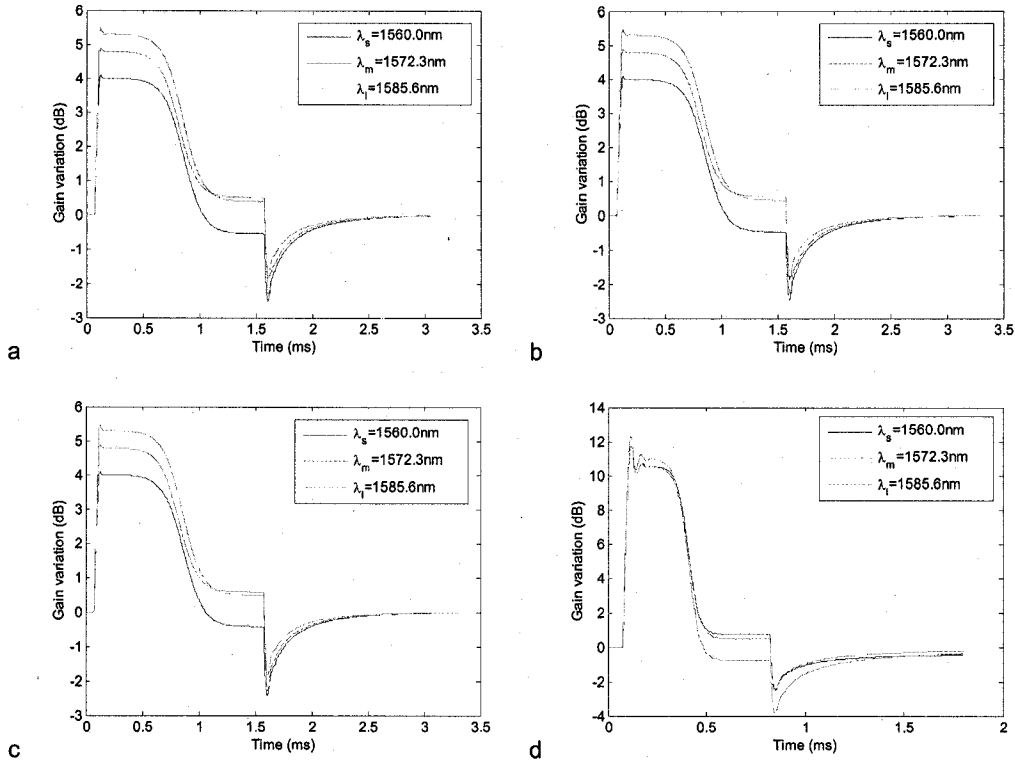 6
5
4
3
2
1
0
-1
-2
-3
Gain variation (dB)
λs=1560.0nm
λm=1572.3nm
λl=1585.6nm
0 0.5 1 1.5 2 2.5 3 3.5
Time (ms)
a
6
5
4
3
2
1
0
-1
-2
-3
Gain variation (dB)
λs=1560.0nm
λm=1572.3nm
λl=1585.6nm
0 0.5 1 1.5 2 2.5 3 3.5
Time (ms)
b
6
5
4
3
2
1
0
-1
-2
-3
Gain variation (dB)
λs=1560.0nm
λm=1572.3nm
λl=1585.6nm
0 0.5 1 1.5 2 2.5 3 3.5
Time (ms)
c
14
12
10
8
6
4
2
0
-2
-4
Gain variation (dB)
λs=1560.0nm
λm=1572.3nm
λl=1585.6nm
0 0.5 1 1.5 2
Time (ms)
d